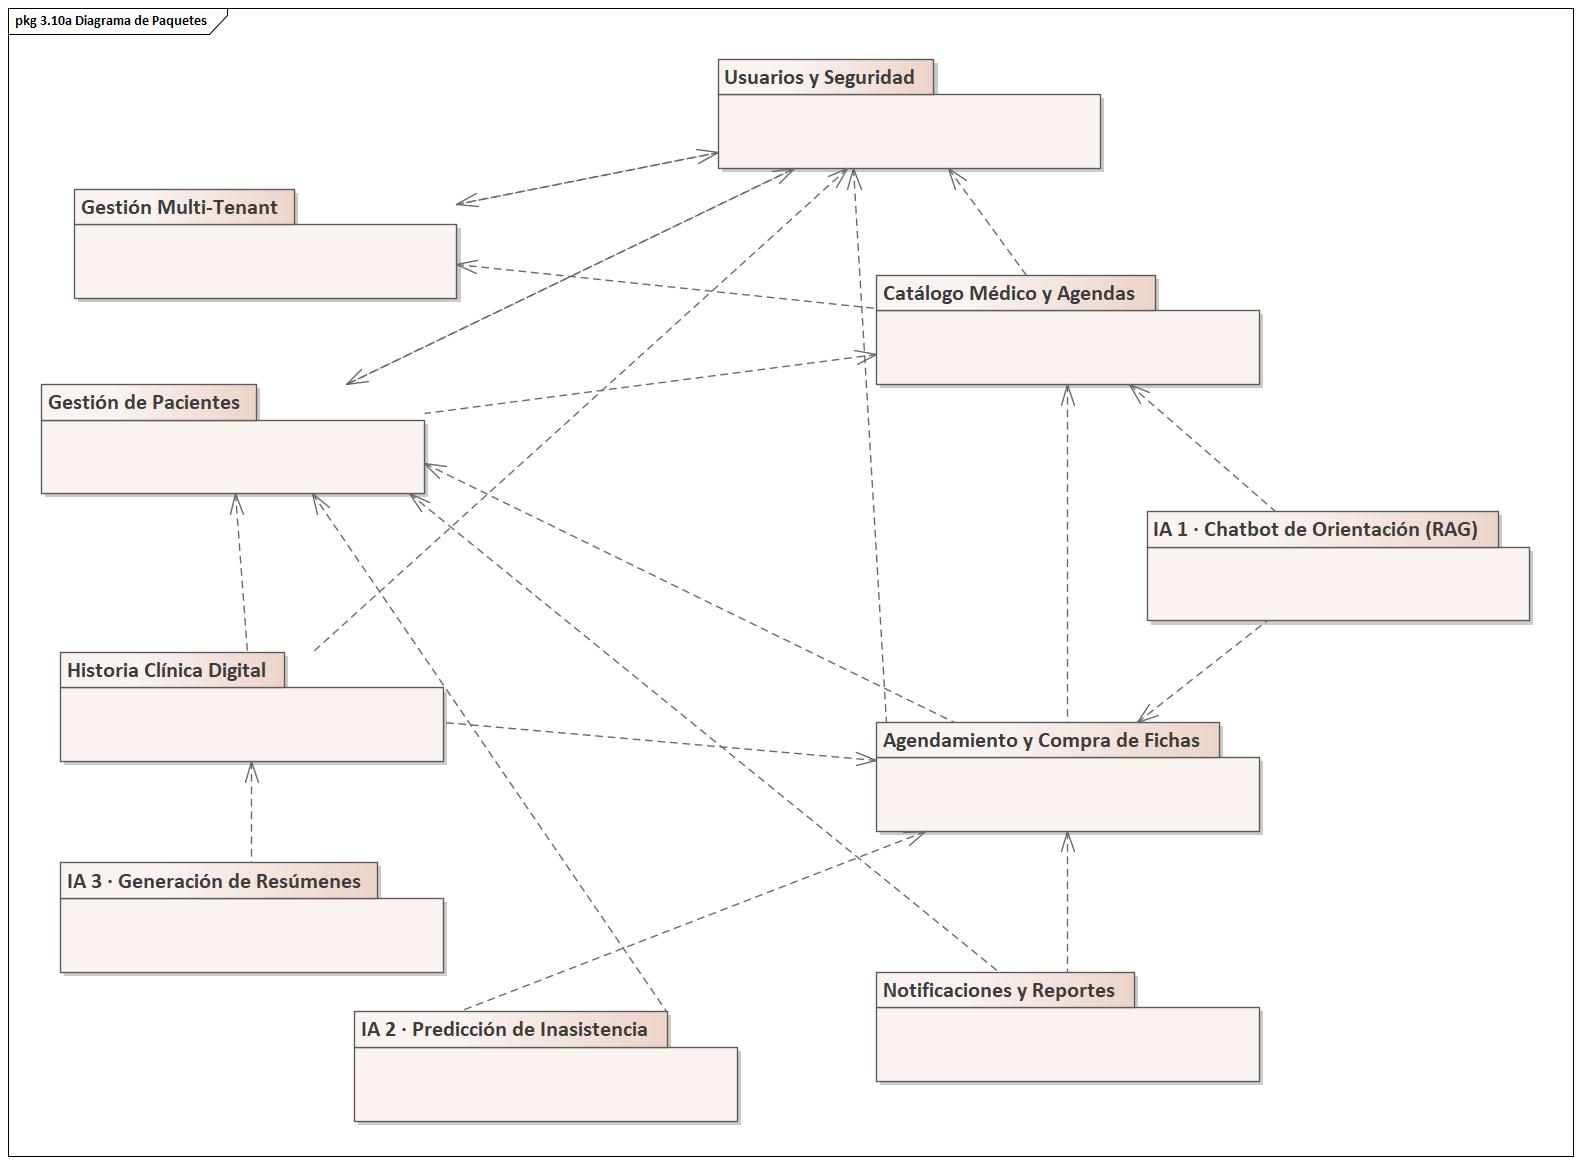 pkg 3.10a Diagrama de Paquetes
Usuarios y Seguridad
Gestión Multi-Tenant
Catálogo Médico y Agendas
Gestión de Pacientes
IA 1 · Chatbot de Orientación (RAG)
Historia Clínica Digital
Agendamiento y Compra de Fichas
IA 3 · Generación de Resúmenes
Notificaciones y Reportes
IA 2 · Predicción de Inasistencia